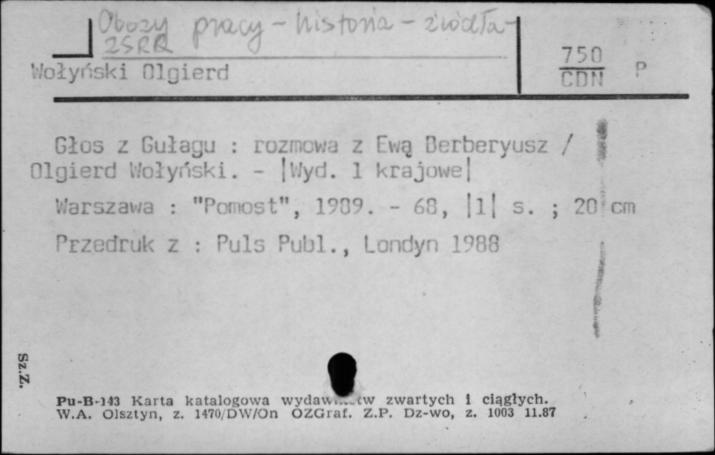 Obozy pracy - historia - źródła -
ZSRR
Wołyński Olgierd
750
CDN
P
Głos z Gułagu : rozmowa z Ewą Berberyusz /
Olgierd Wołyński. - |Wyd. 1 krajowe|
Warszawa : "Pomost", 1989. - 68, |1| s. ; 20 cm
Przedruk z : Puls Publ., Londyn 1988
Sz.Z.
Pu-B-143 Karta katalogowa zwartych i ciągłych.
W.A. Olsztyn, z. 1470/DW/On OZGraf. Z.P. Dz-wo, z. 1003 11.87